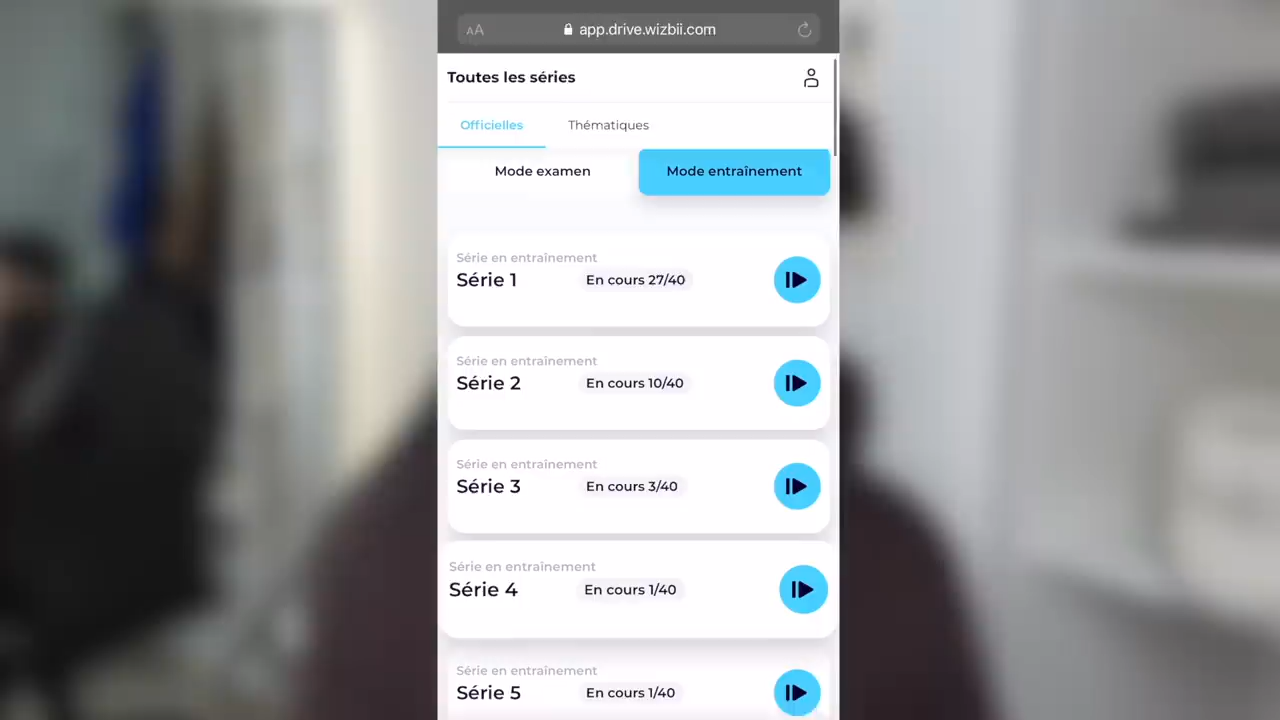 AA app.drive.wizbii.com
Toutes les séries
Officielles Thématiques
Mode examen Mode entraînement
Série en entraînement
Série 1 En cours 27/40
Série en entraînement
Série 2 En cours 10/40
Série en entraînement
Série 3 En cours 3/40
Série en entraînement
Série 4 En cours 1/40
Série en entraînement
Série 5 En cours 1/40